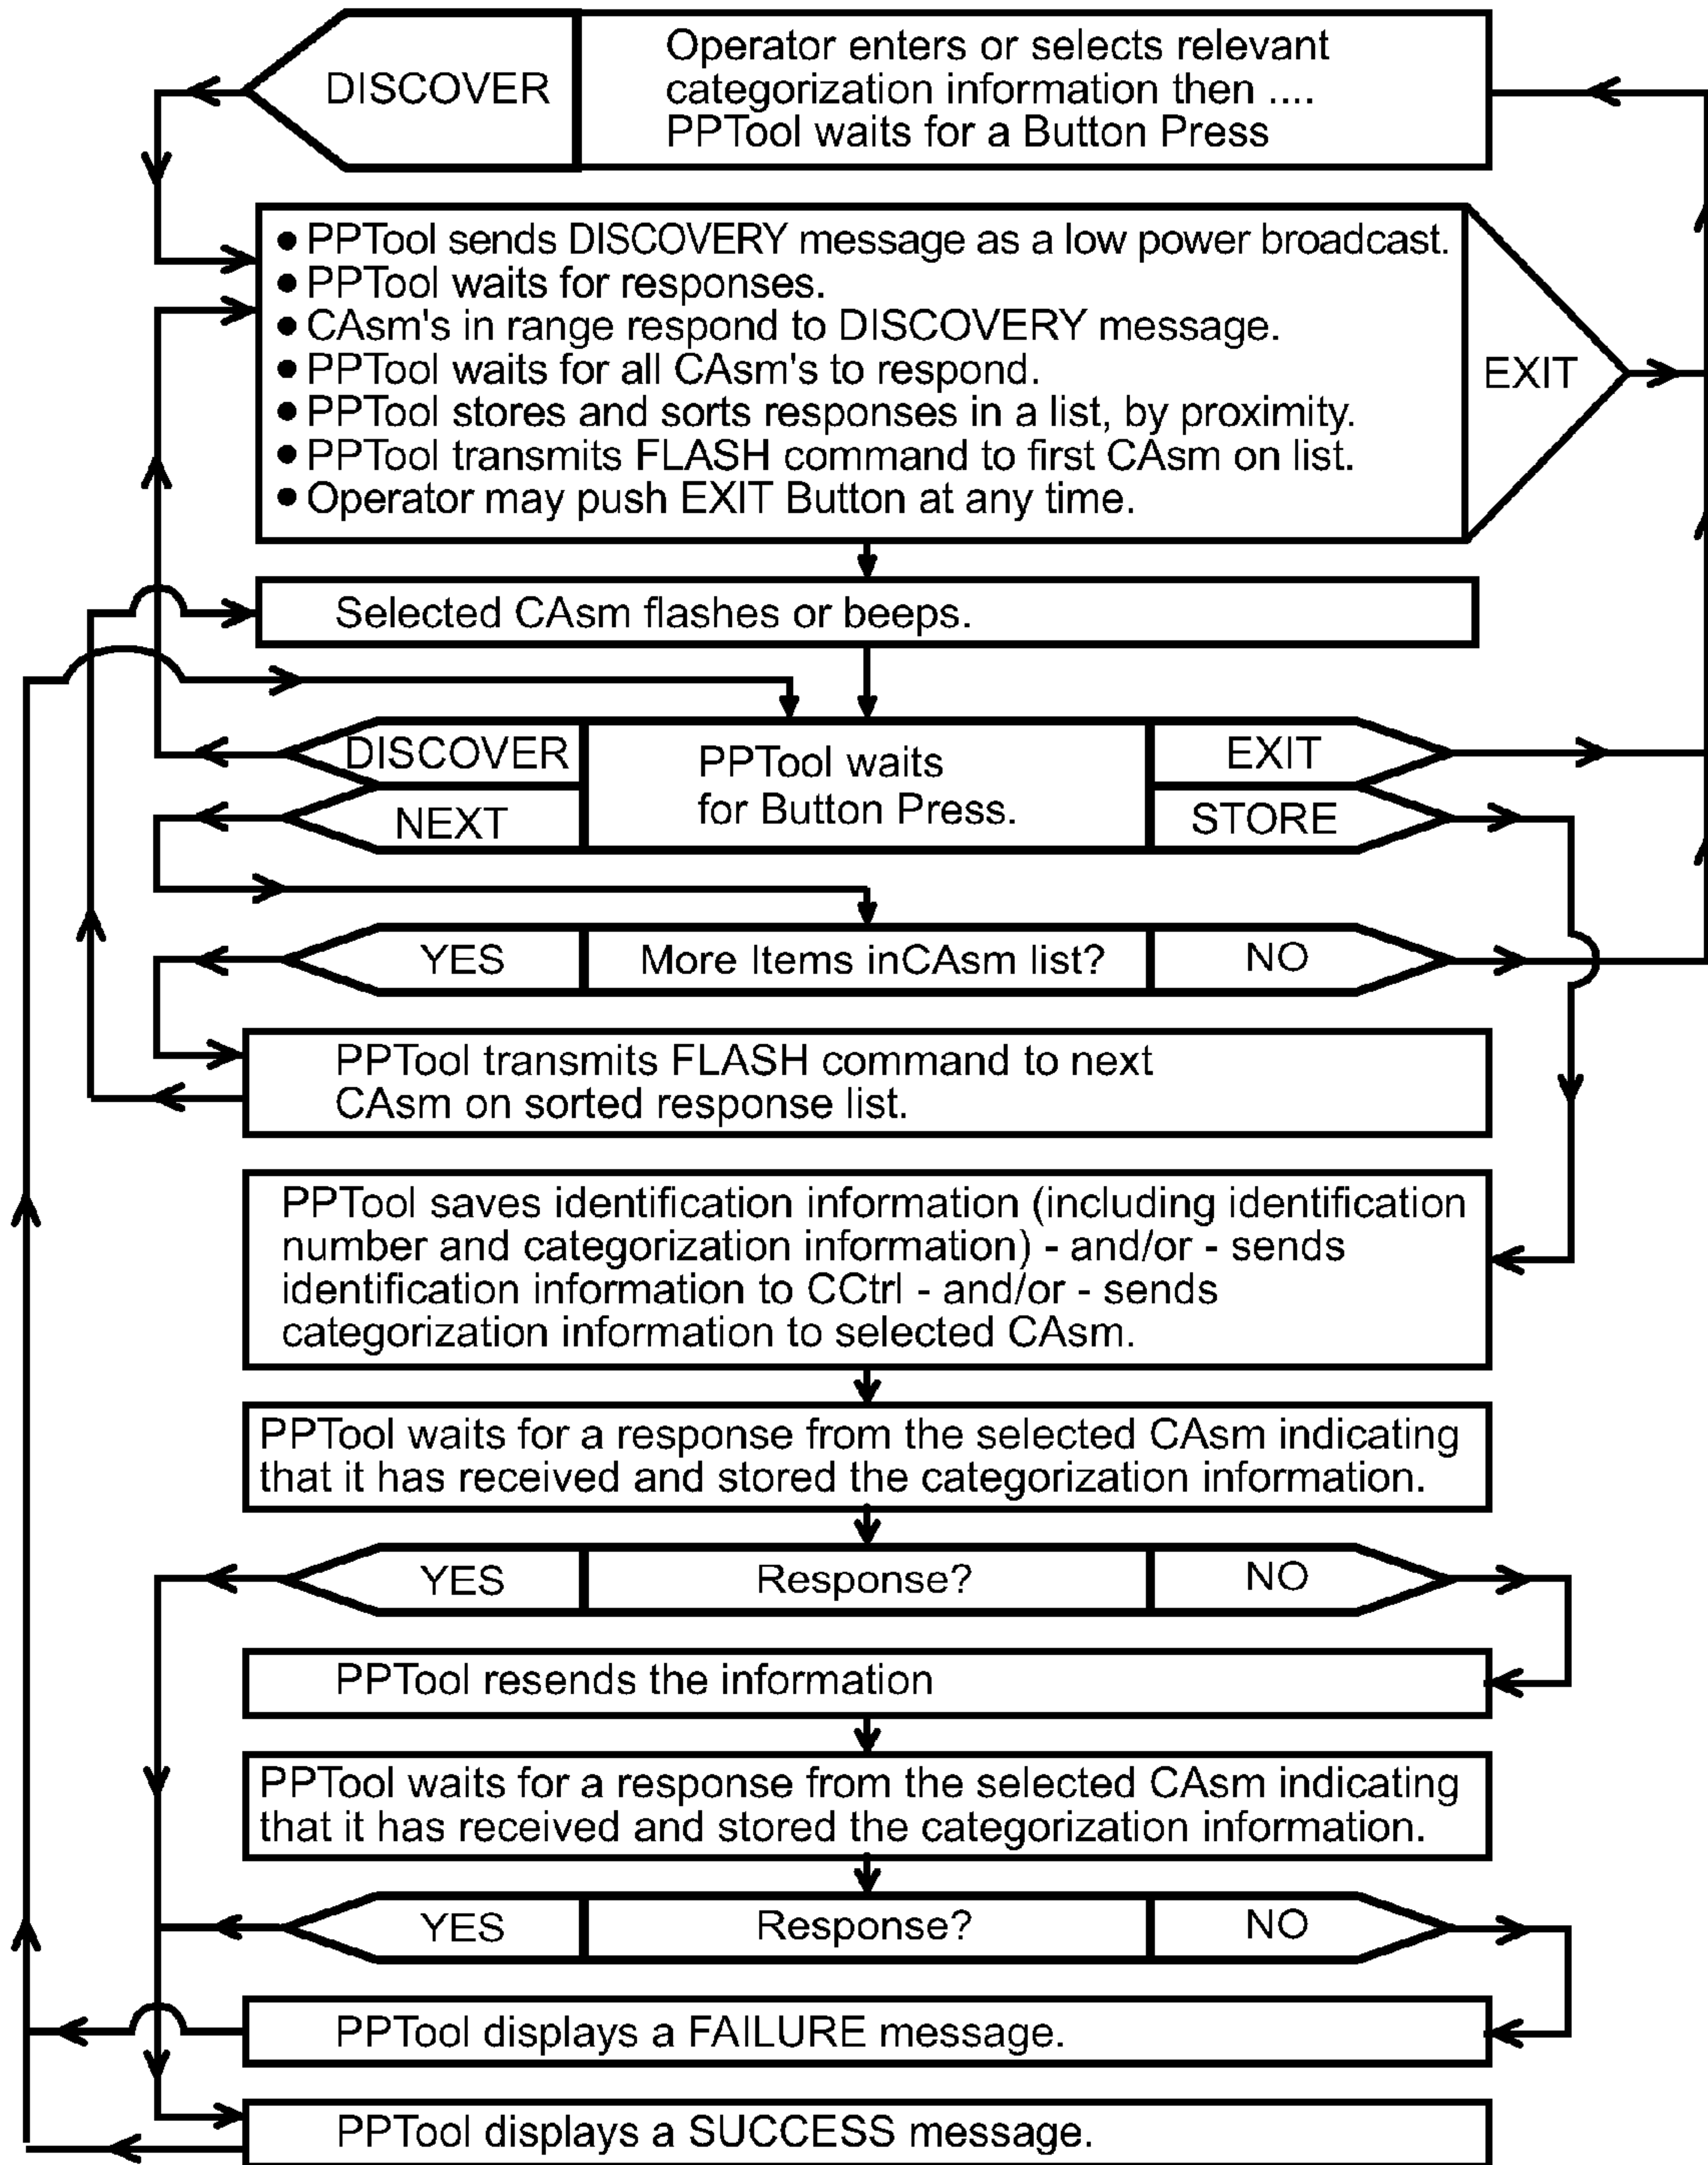 DISCOVER
Operator enters or selects relevant
categorization information then ....
PPTool waits for a Button Press
● PPTool sends DISCOVERY message as a low power broadcast.
● PPTool waits for responses.
● CAsm's in range respond to DISCOVERY message.
● PPTool waits for all CAsm's to respond.
● PPTool stores and sorts responses in a list, by proximity.
● PPTool transmits FLASH command to first CAsm on list.
● Operator may push EXIT Button at any time.
EXIT
Selected CAsm flashes or beeps.
DISCOVER
NEXT
PPTool waits
for Button Press.
EXIT
STORE
YES
More Items inCAsm list?
NO
PPTool transmits FLASH command to next
CAsm on sorted response list.
PPTool saves identification information (including identification
number and categorization information) - and/or - sends
identification information to CCtrl - and/or - sends
categorization information to selected CAsm.
PPTool waits for a response from the selected CAsm indicating
that it has received and stored the categorization information.
YES
Response?
NO
PPTool resends the information
PPTool waits for a response from the selected CAsm indicating
that it has received and stored the categorization information.
YES
Response?
NO
PPTool displays a FAILURE message.
PPTool displays a SUCCESS message.